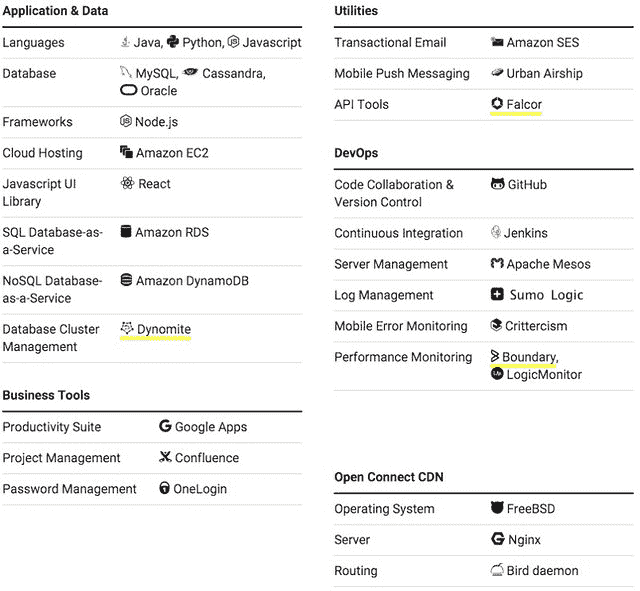 Application & Data
Languages Java, Python, Javascript
Database MySQL, Cassandra,
Oracle
Frameworks Node.js
Cloud Hosting Amazon EC2
Javascript UI React
Library
SQL Database-as- Amazon RDS
a-Service
NoSQL Database- Amazon DynamoDB
as-a-Service
Database Cluster Dynomite
Management
Business Tools
Productivity Suite Google Apps
Project Management Confluence
Password Management OneLogin
Utilities
Transactional Email Amazon SES
Mobile Push Messaging Urban Airship
API Tools Falcor
DevOps
Code Collaboration & GitHub
Version Control
Continuous Integration Jenkins
Server Management Apache Mesos
Log Management Sumo Logic
Mobile Error Monitoring Crittercism
Performance Monitoring Boundary,
LogicMonitor
Open Connect CDN
Operating System FreeBSD
Server Nginx
Routing Bird daemon